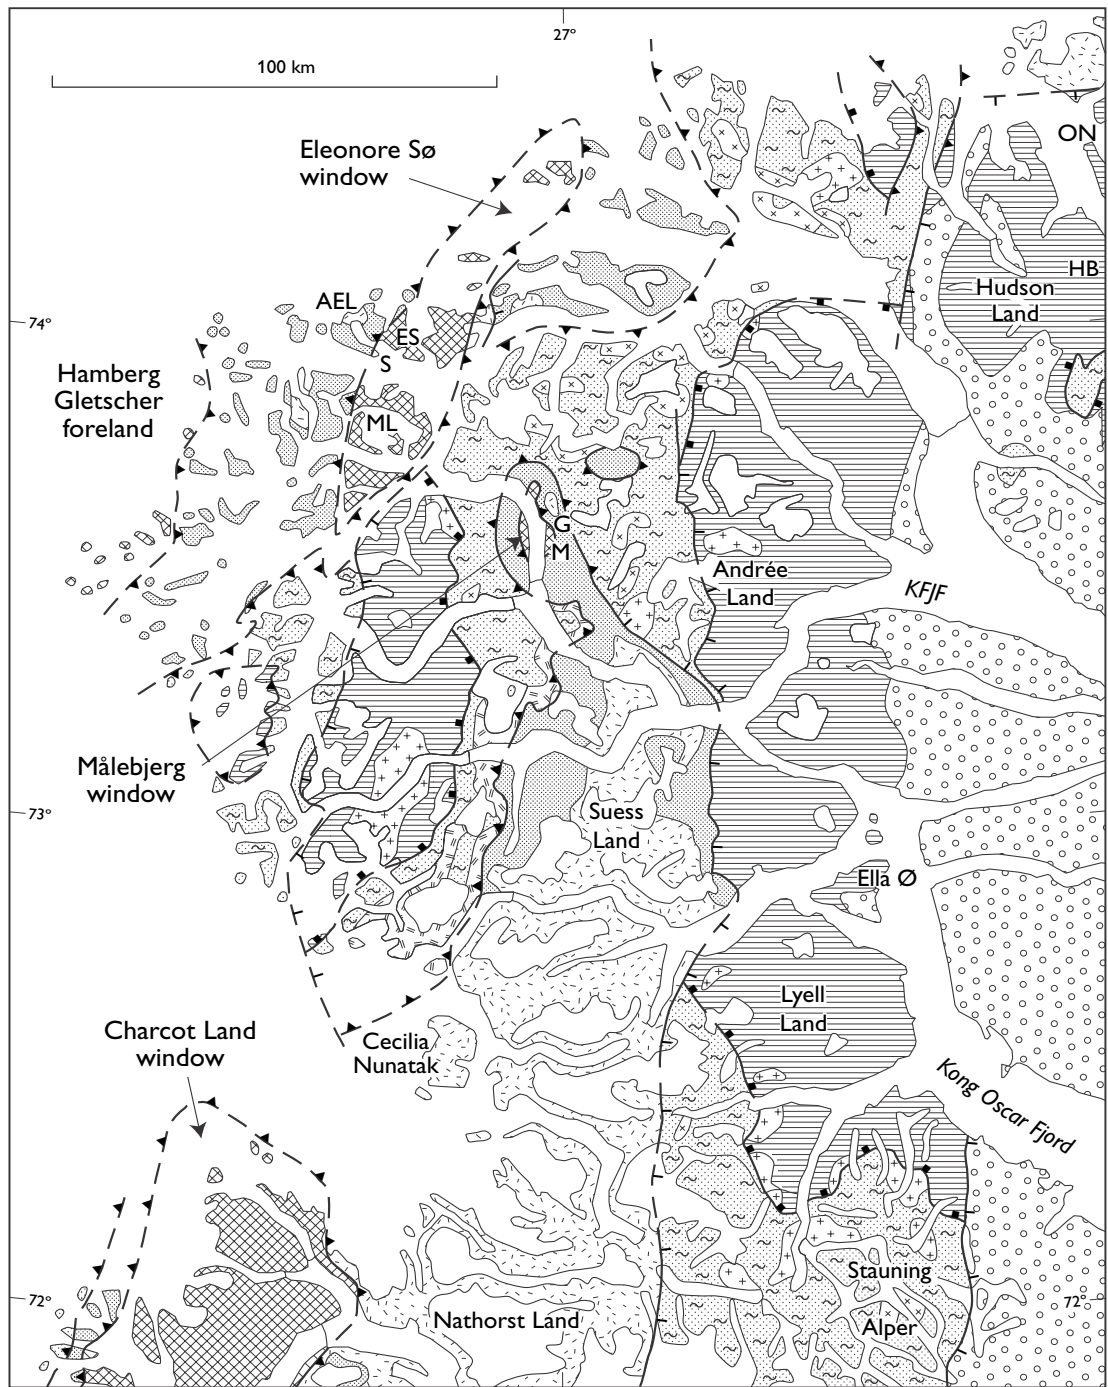 27°
100 km
ON
Eleonore Sø
window
HB
Hudson
Land
AEL
74°
ES
S
Hamberg
Gletscher
foreland
ML
G
M
Andrée
Land
KFJF
Målebjerg
window
73°
Suess
Land
Ella Ø
Lyell
Land
Charcot Land
window
Cecilia
Nunatak
Kong Oscar Fjord
Stauning
Alper
72°
72°
Nathorst Land